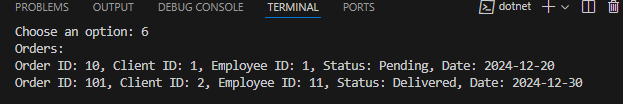 PROBLEMS OUTPUT DEBUG CONSOLE TERMINAL PORTS dotnet
Choose an option: 6
Orders:
Order ID: 10, Client ID: 1, Employee ID: 1, Status: Pending, Date: 2024-12-20
Order ID: 101, Client ID: 2, Employee ID: 11, Status: Delivered, Date: 2024-12-30